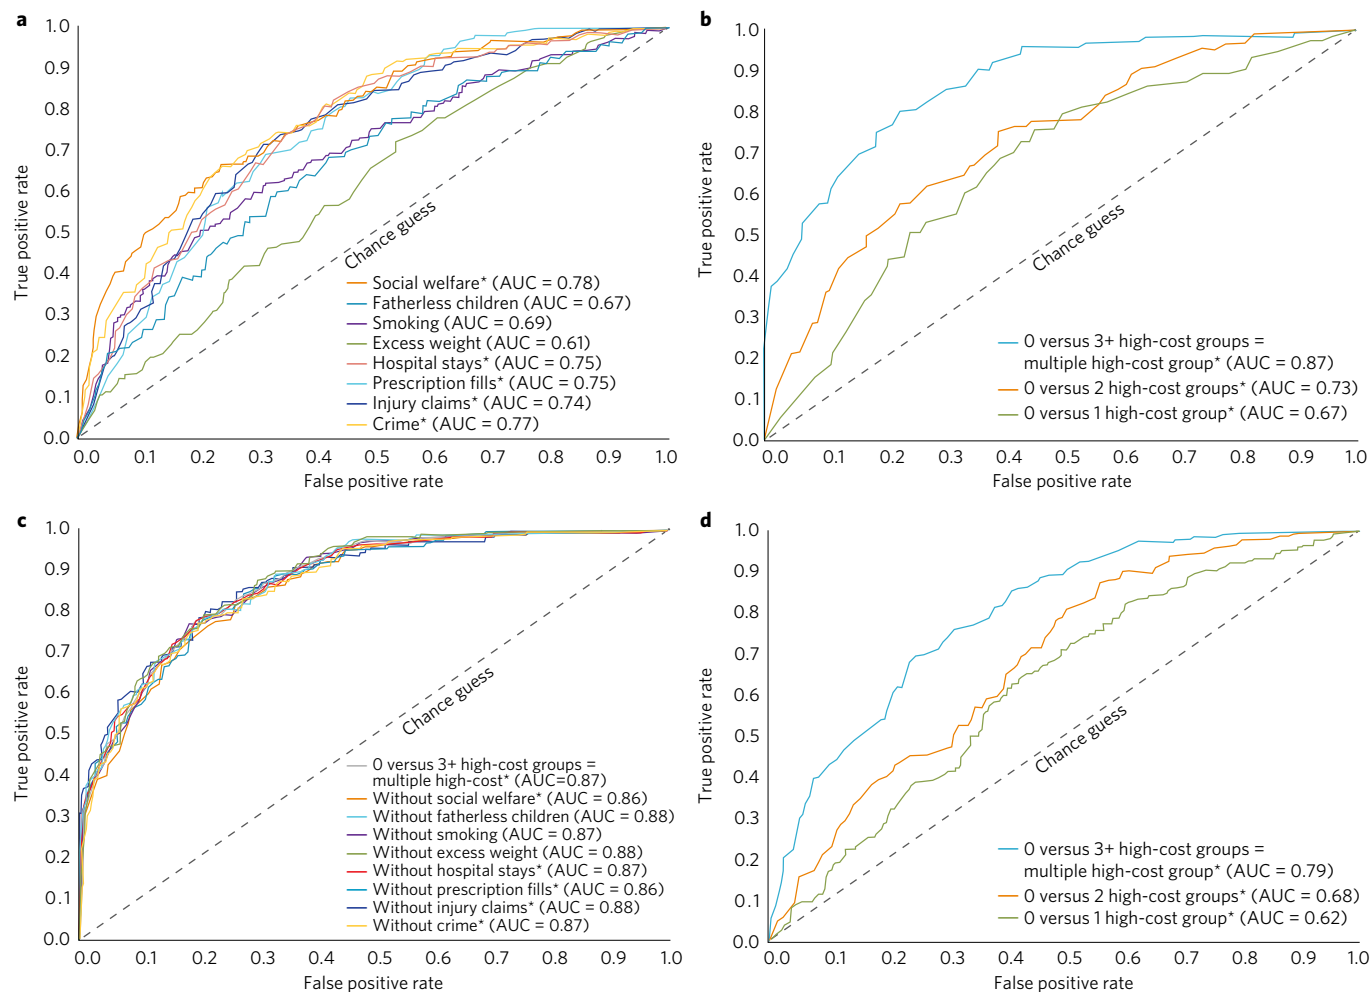 a
1.0
0.9
0.8
0.7
0.6
0.5
0.4
0.3
0.2
0.1
0.0
True positive rate
Chance guess
Social welfare* (AUC = 0.78)
Fatherless children (AUC = 0.67)
Smoking (AUC = 0.69)
Excess weight (AUC = 0.61)
Hospital stays* (AUC = 0.75)
Prescription fills* (AUC = 0.75)
Injury claims* (AUC = 0.74)
Crime* (AUC = 0.77)
0.0 0.1 0.2 0.3 0.4 0.5 0.6 0.7 0.8 0.9 1.0
False positive rate
b
1.0
0.9
0.8
0.7
0.6
0.5
0.4
0.3
0.2
0.1
0.0
True positive rate
Chance guess
0 versus 3+ high-cost groups =
multiple high-cost group* (AUC = 0.87)
0 versus 2 high-cost groups* (AUC = 0.73)
0 versus 1 high-cost group* (AUC = 0.67)
0.0 0.1 0.2 0.3 0.4 0.5 0.6 0.7 0.8 0.9 1.0
False positive rate
c
1.0
0.9
0.8
0.7
0.6
0.5
0.4
0.3
0.2
0.1
0.0
True positive rate
Chance guess
0 versus 3+ high-cost groups =
multiple high-cost* (AUC=0.87)
Without social welfare* (AUC = 0.86)
Without fatherless children (AUC = 0.88)
Without smoking (AUC = 0.87)
Without excess weight (AUC = 0.88)
Without hospital stays* (AUC = 0.87)
Without prescription fills* (AUC = 0.86)
Without injury claims* (AUC = 0.88)
Without crime* (AUC = 0.87)
0.0 0.1 0.2 0.3 0.4 0.5 0.6 0.7 0.8 0.9 1.0
False positive rate
d
1.0
0.9
0.8
0.7
0.6
0.5
0.4
0.3
0.2
0.1
0.0
True positive rate
Chance guess
0 versus 3+ high-cost groups =
multiple high-cost group* (AUC = 0.79)
0 versus 2 high-cost groups* (AUC = 0.68)
0 versus 1 high-cost group* (AUC = 0.62)
0.0 0.1 0.2 0.3 0.4 0.5 0.6 0.7 0.8 0.9 1.0
False positive rate